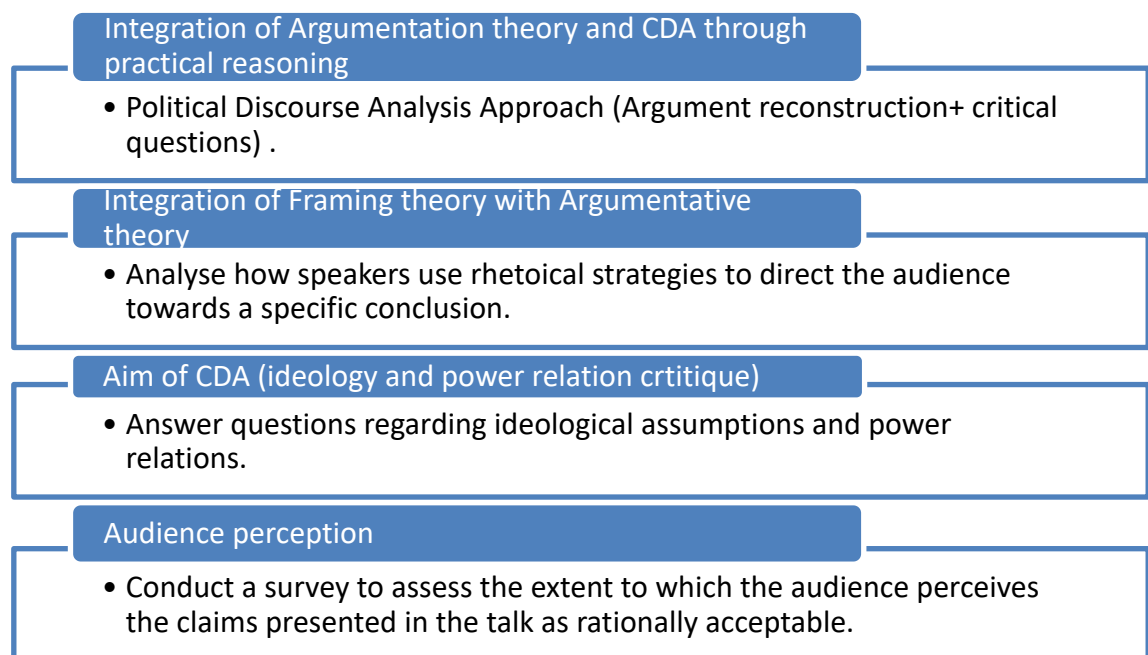 Integration of Argumentation theory and CDA through
practical reasoning
• Political Discourse Analysis Approach (Argument reconstruction+ critical
questions) .
Integration of Framing theory with Argumentative
theory
• Analyse how speakers use rhetoical strategies to direct the audience
towards a specific conclusion.
Aim of CDA (ideology and power relation crtitique)
• Answer questions regarding ideological assumptions and power
relations.
Audience perception
• Conduct a survey to assess the extent to which the audience perceives
the claims presented in the talk as rationally acceptable.